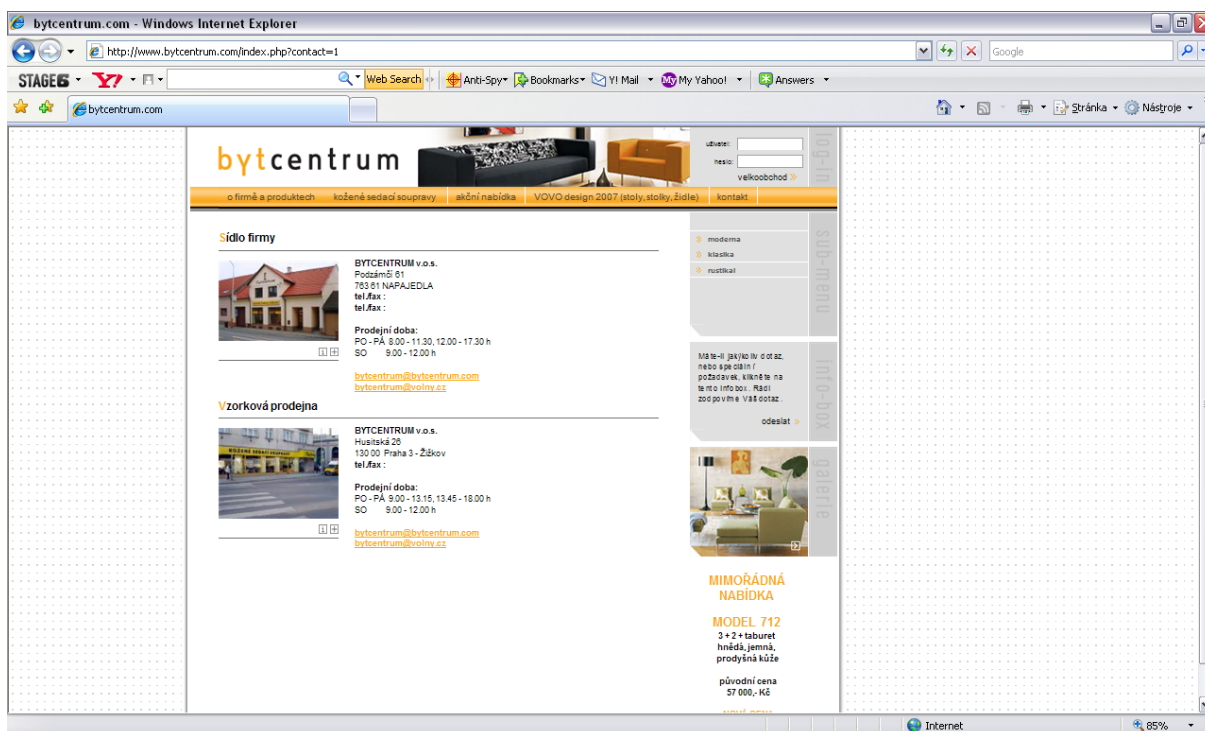 bytcentrum.com - Windows Internet Explorer
http://www.bytcentrum.com/index.php?contact=1
Google
STAGE6
Y!
Web Search
Anti-Spy
Bookmarks
Y! Mail
My Yahoo!
Answers
bytcentrum.com
Stránka
Nástroje
bytcentrum
uživatel:
heslo:
velkoobchod
log-in
o firmě a produktech
kožené sedací soupravy
akční nabídka
VOVO design 2007 (stoly, stolky, židle)
kontakt
Sídlo firmy
BYTCENTRUM v.o.s.
Podzámčí 61
763 61 NAPAJEDLA
tel./fax :
tel./fax :
Prodejní doba:
PO - PÁ 8.00 - 11.30, 12.00 - 17.30 h
SO 9.00 - 12.00 h
bytcentrum@bytcentrum.com
bytcentrum@volny.cz
Vzorková prodejna
BYTCENTRUM v.o.s.
Husitská 26
130 00 Praha 3 - Žižkov
tel./fax :
Prodejní doba:
PO - PÁ 9.00 - 13.15, 13.45 - 18.00 h
SO 9.00 - 12.00 h
bytcentrum@bytcentrum.com
bytcentrum@volny.cz
moderna
klasika
rustikal
sub-menu
Máte-li jakýkoliv dotaz,
nebo speciální
požadavek, klikněte na
tento infobox. Rádi
zodpovíme Váš dotaz.
odeslat
info-box
galerie
MIMOŘÁDNÁ
NABÍDKA
MODEL 712
3 + 2 + taburet
hnědá, jemná,
prodyšná kůže
původní cena
57 000,- Kč
Internet
85%